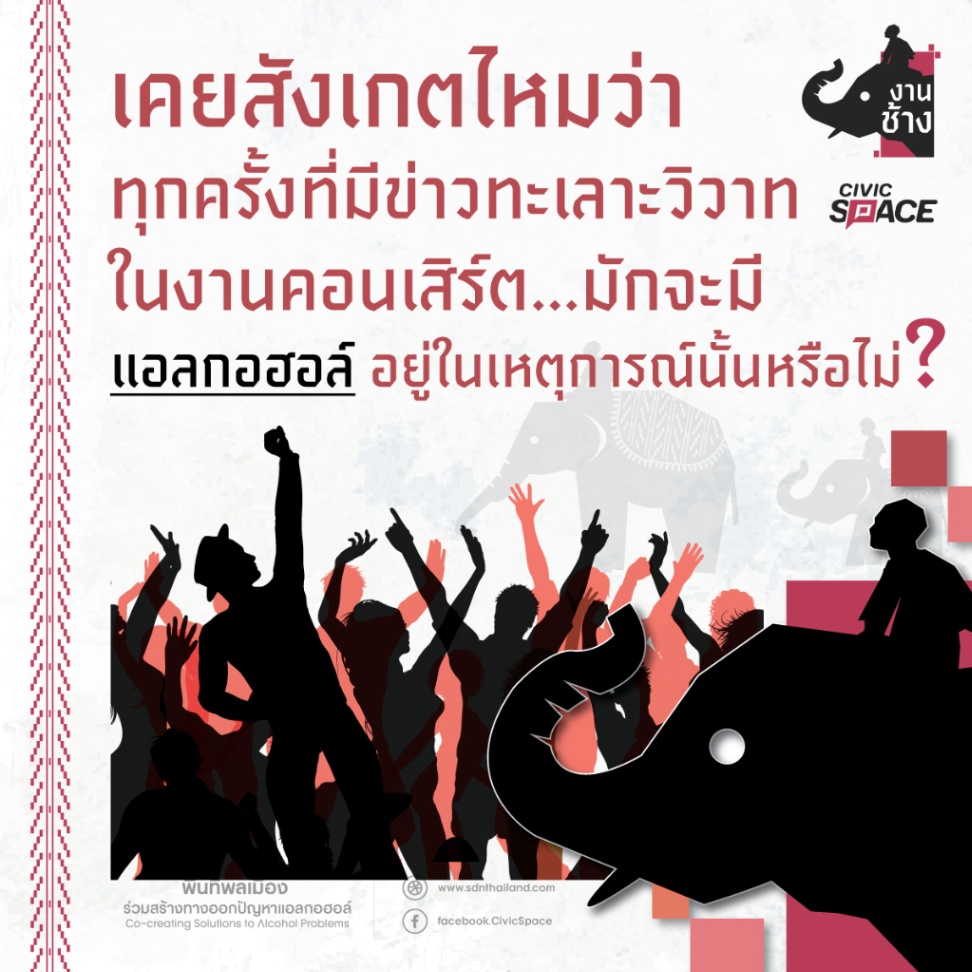 เคยสังเกตไหมว่า
ทุกครั้งที่มีข่าวทะเลาะวิวาท
ในงานคอนเสิร์ต...มักจะมี
แอลกอฮอล์ อยู่ในเหตุการณ์นั้นหรือไม่?
งาน
ช้าง
CIVIC
SPACE
พื้นที่พลเมือง
ร่วมสร้างทางออกปัญหาแอลกอฮอล์
Co-creating Solutions to Alcohol Problems
www.sdnthailand.com
facebook.CivicSpace